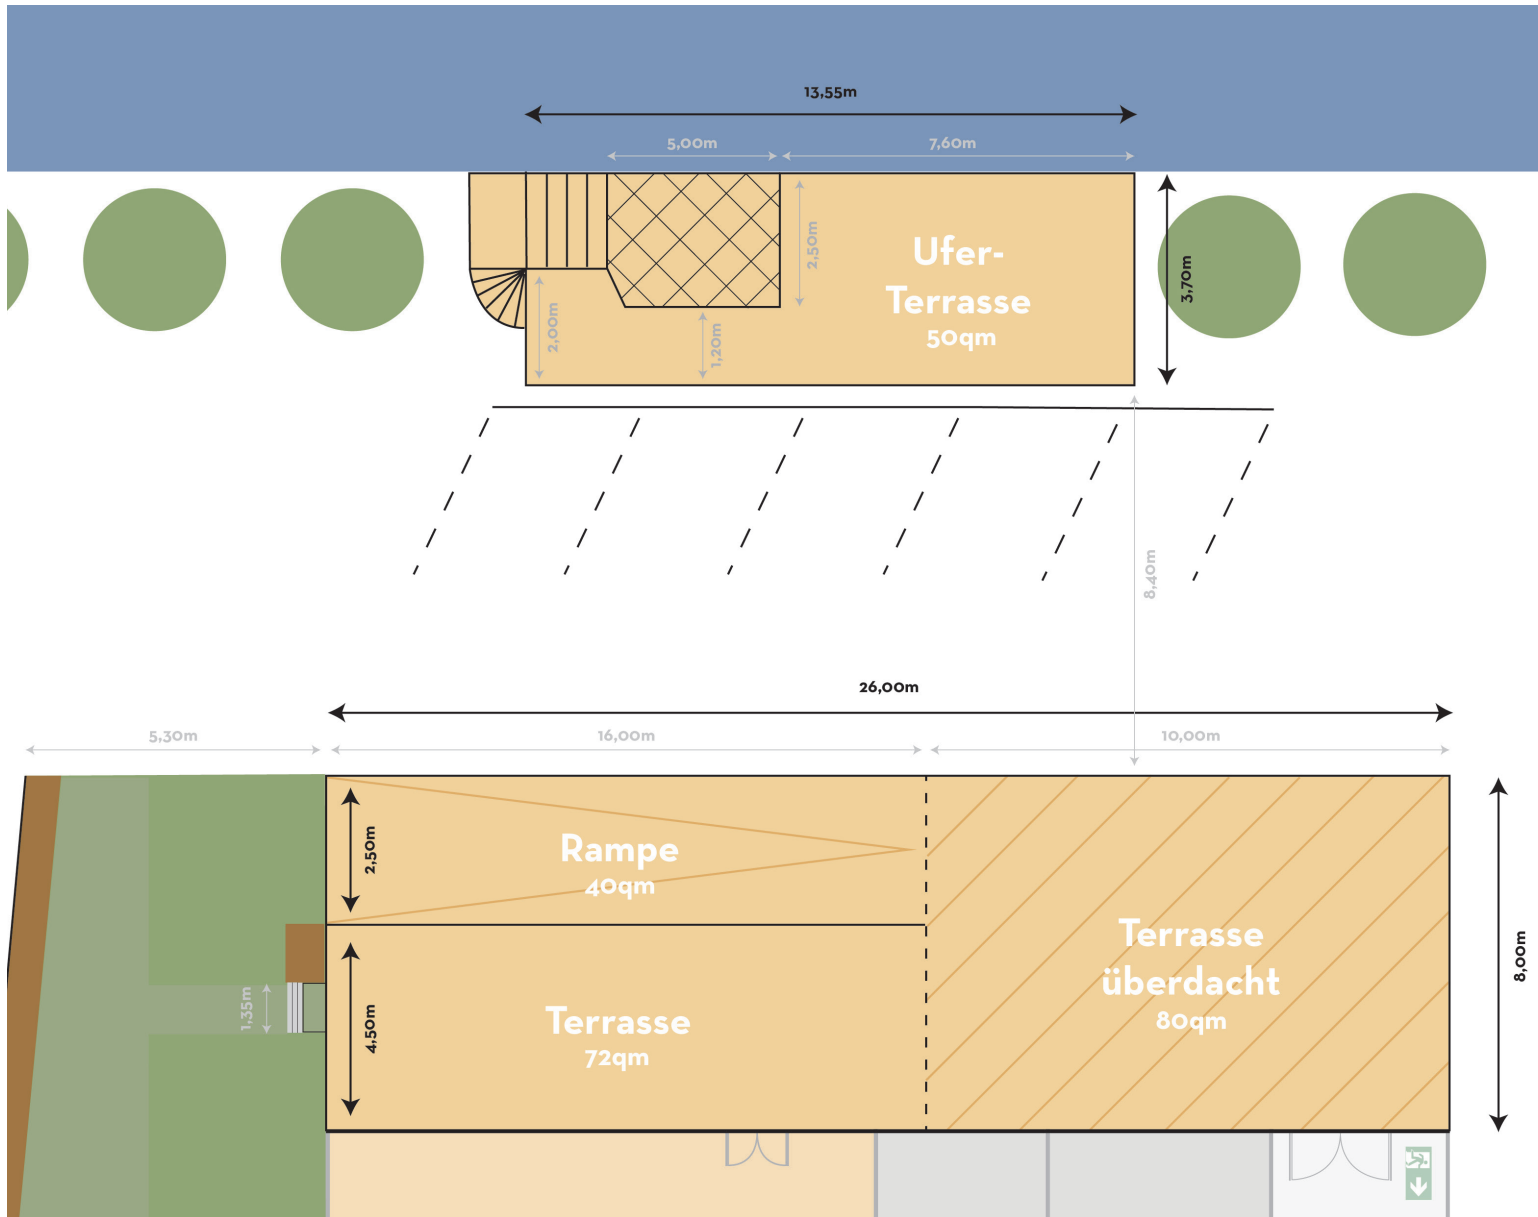 13,55m
5,00m
7,60m
2,50m
Ufer-
Terrasse
50qm
3,70m
2,00m
1,20m
8,40m
26,00m
5,30m
16,00m
10,00m
2,50m
Rampe
40qm
Terrasse
überdacht
80qm
8,00m
1,35m
4,50m
Terrasse
72qm